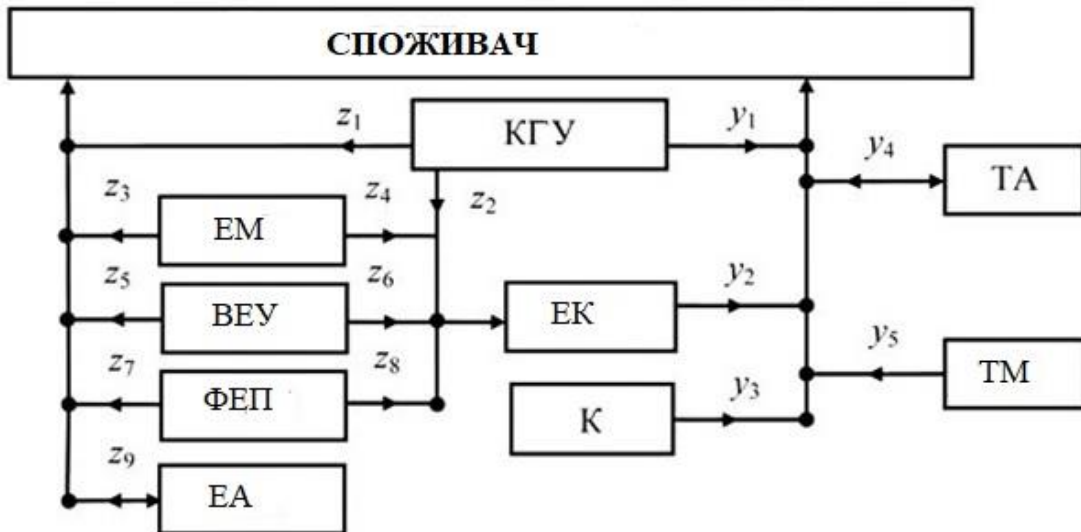 СПОЖИВАЧ
z1
КГУ
y1
z3
z4
z2
y4
ЕМ
ТА
z5
z6
y2
ВЕУ
ЕК
z7
z8
y5
ФЕП
y3
ТМ
К
z9
ЕА